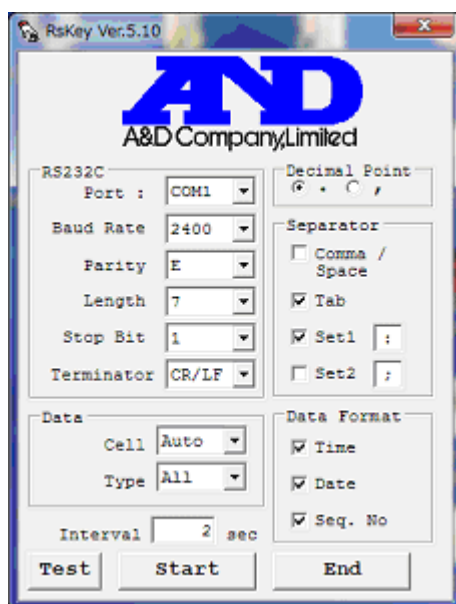 RsKey Ver.5.10
AND
A&D Company,Limited
RS232C
Port : COM1
Baud Rate 2400
Parity E
Length 7
Stop Bit 1
Terminator CR/LF
Decimal Point
. ,
Separator
Comma /
Space
Tab
Set1 :
Set2 ;
Data
Cell Auto
Type All
Interval 2 sec
Data Format
Time
Date
Seq. No
Test Start End